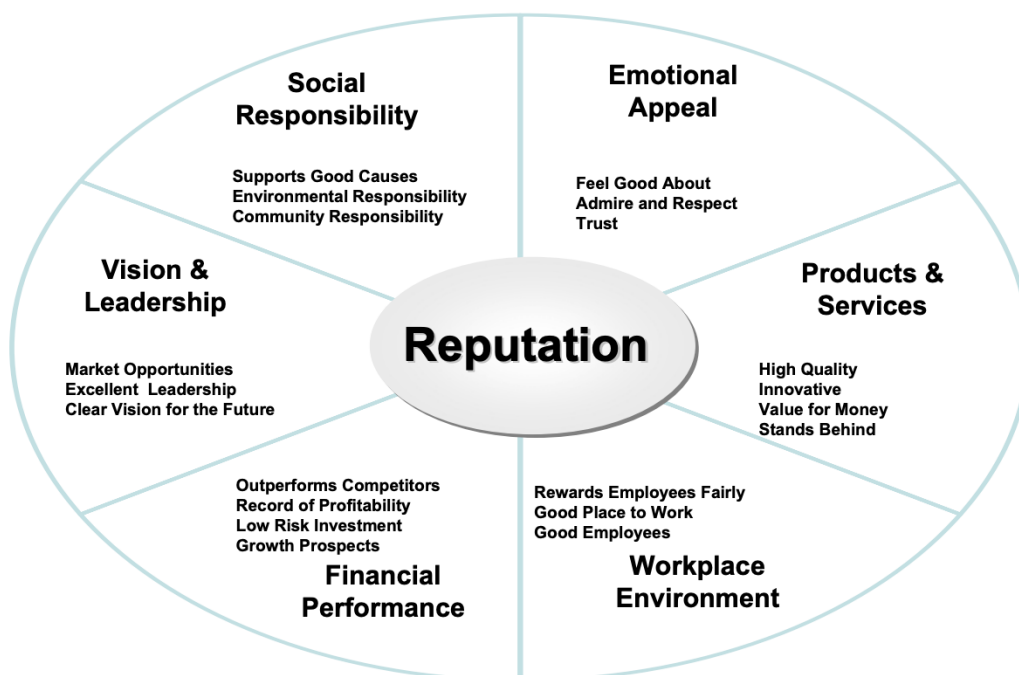 Social
Responsibility
Supports Good Causes
Environmental Responsibility
Community Responsibility
Emotional
Appeal
Feel Good About
Admire and Respect
Trust
Vision &
Leadership
Market Opportunities
Excellent  Leadership
Clear Vision for the Future
Reputation
Products &
Services
High Quality
Innovative
Value for Money
Stands Behind
Outperforms Competitors
Record of Profitability
Low Risk Investment
Growth Prospects
Financial
Performance
Rewards Employees Fairly
Good Place to Work
Good Employees
Workplace
Environment